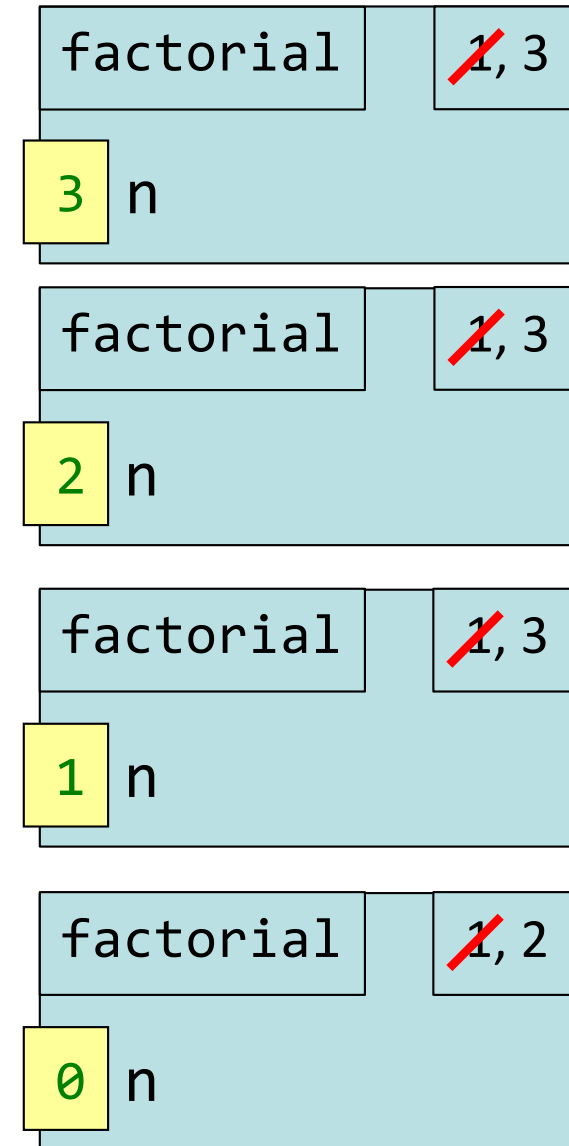 factorial 1, 3
3 n
factorial 1, 3
2 n
factorial 1, 3
1 n
factorial 1, 2
0 n